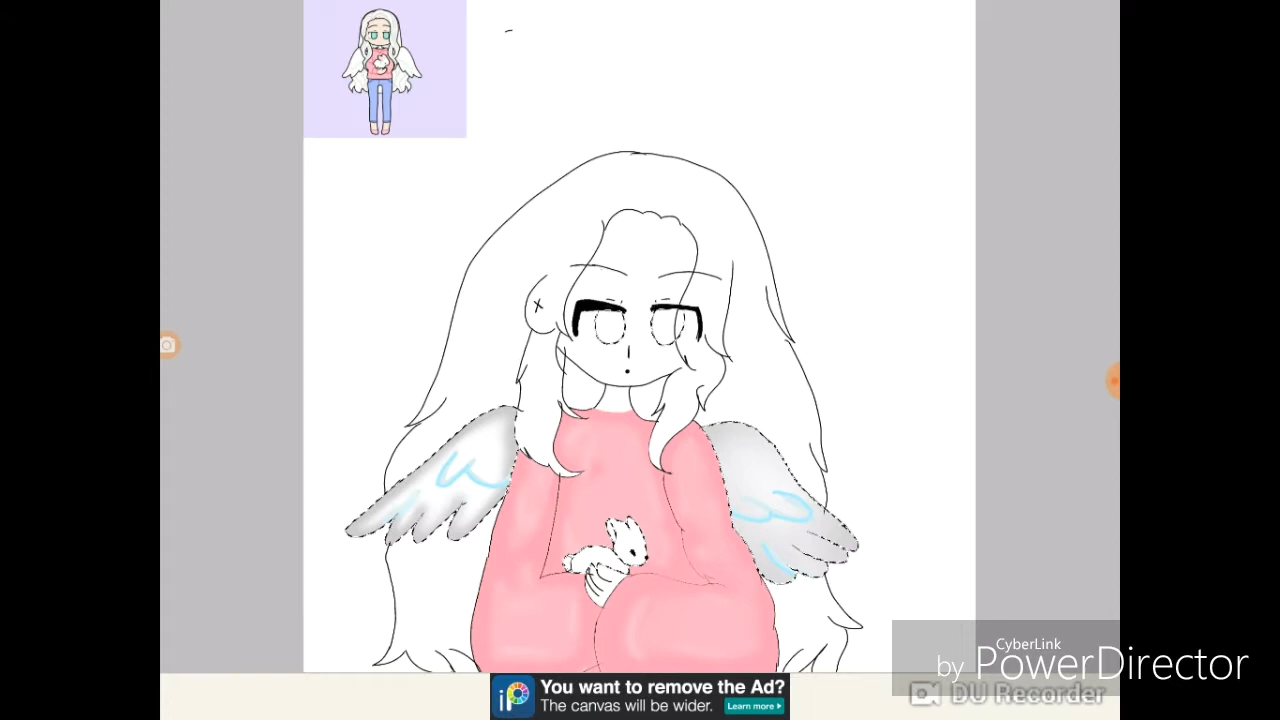 CyberLink
by PowerDirector
You want to remove the Ad?
The canvas will be wider.
Learn more
DU Recorder